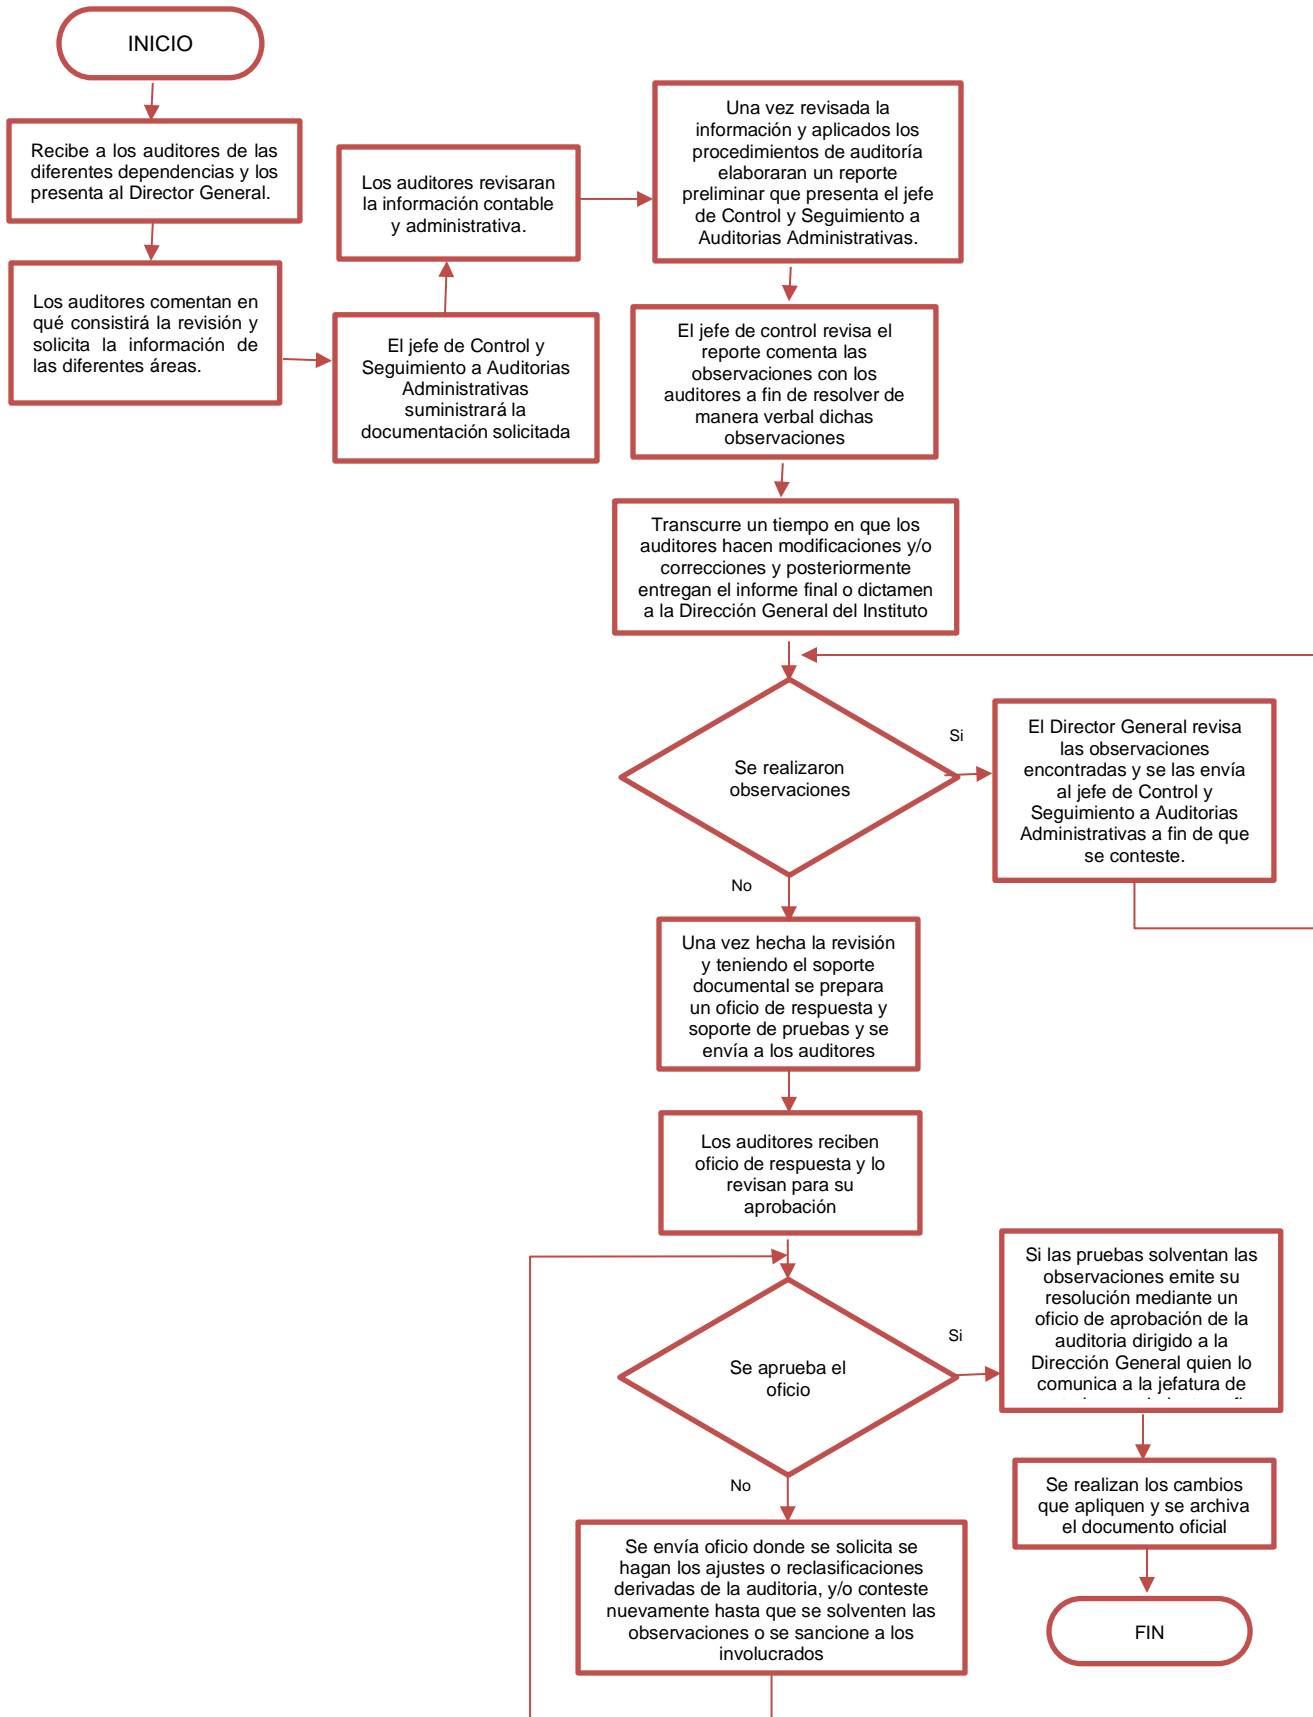 INICIO
Recibe a los auditores de las
diferentes dependencias y los
presenta al Director General.
Los auditores comentan en
qué consistirá la revisión y
solicita la información de
las diferentes áreas.
El jefe de Control y
Seguimiento a Auditorias
Administrativas
suministrará la
documentación solicitada
Los auditores revisaran
la información contable
y administrativa.
Una vez revisada la
información y aplicados los
procedimientos de auditoría
elaboraran un reporte
preliminar que presenta el jefe
de Control y Seguimiento a
Auditorias Administrativas.
El jefe de control revisa el
reporte comenta las
observaciones con los
auditores a fin de resolver de
manera verbal dichas
observaciones
Transcurre un tiempo en que los
auditores hacen modificaciones y/o
correcciones y posteriormente
entregan el informe final o dictamen
a la Dirección General del Instituto
Se realizaron
observaciones
Si
El Director General revisa
las observaciones
encontradas y se las envía
al jefe de Control y
Seguimiento a Auditorias
Administrativas a fin de que
se conteste.
No
Una vez hecha la revisión
y teniendo el soporte
documental se prepara
un oficio de respuesta y
soporte de pruebas y se
envía a los auditores
Los auditores reciben
oficio de respuesta y lo
revisan para su
aprobación
Se aprueba el
oficio
Si
Si las pruebas solventan las
observaciones emite su
resolución mediante un
oficio de aprobación de la
auditoria dirigido a la
Dirección General quien lo
comunica a la jefatura de
Se realizan los cambios
que apliquen y se archiva
el documento oficial
FIN
No
Se envía oficio donde se solicita se
hagan los ajustes o reclasificaciones
derivadas de la auditoria, y/o conteste
nuevamente hasta que se solventen las
observaciones o se sancione a los
involucrados